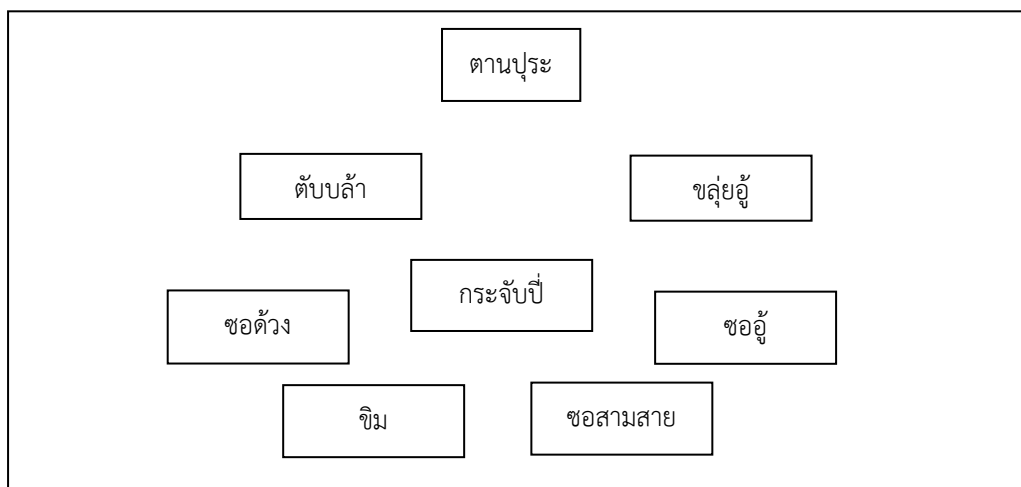 ตานปุระ
ตับบล้า
ขลุ่ยอู้
กระจับปี่
ซอด้วง
ซออู้
ขิม
ซอสามสาย